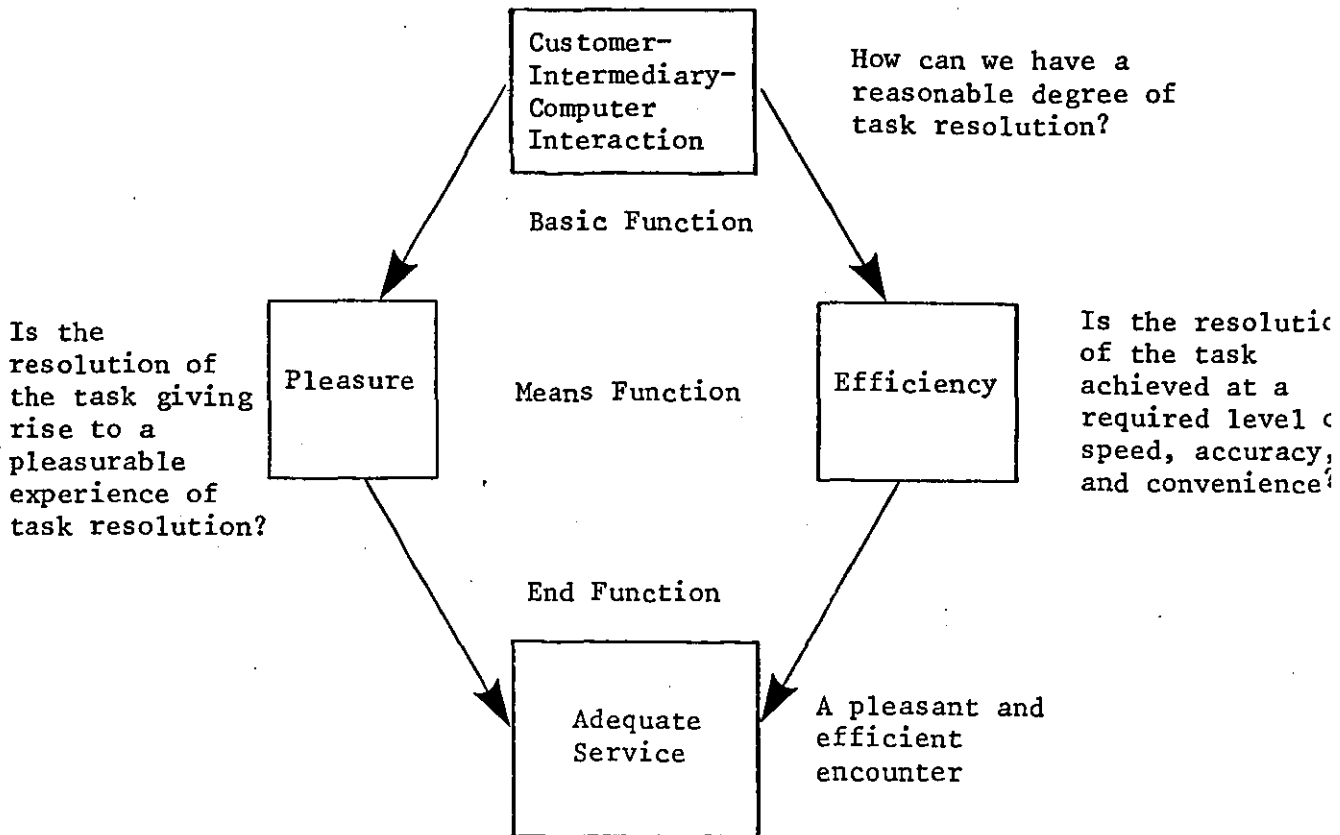 Customer-
Intermediary-
Computer
Interaction
How can we have a
reasonable degree of
task resolution?
Basic Function
Is the
resolution of
the task giving
rise to a
pleasurable
experience of
task resolution?
Pleasure
Means Function
Efficiency
Is the
of the task
achieved at a
required level
speed, accuracy,
and convenience?
End Function
Adequate
Service
A pleasant and
efficient
encounter